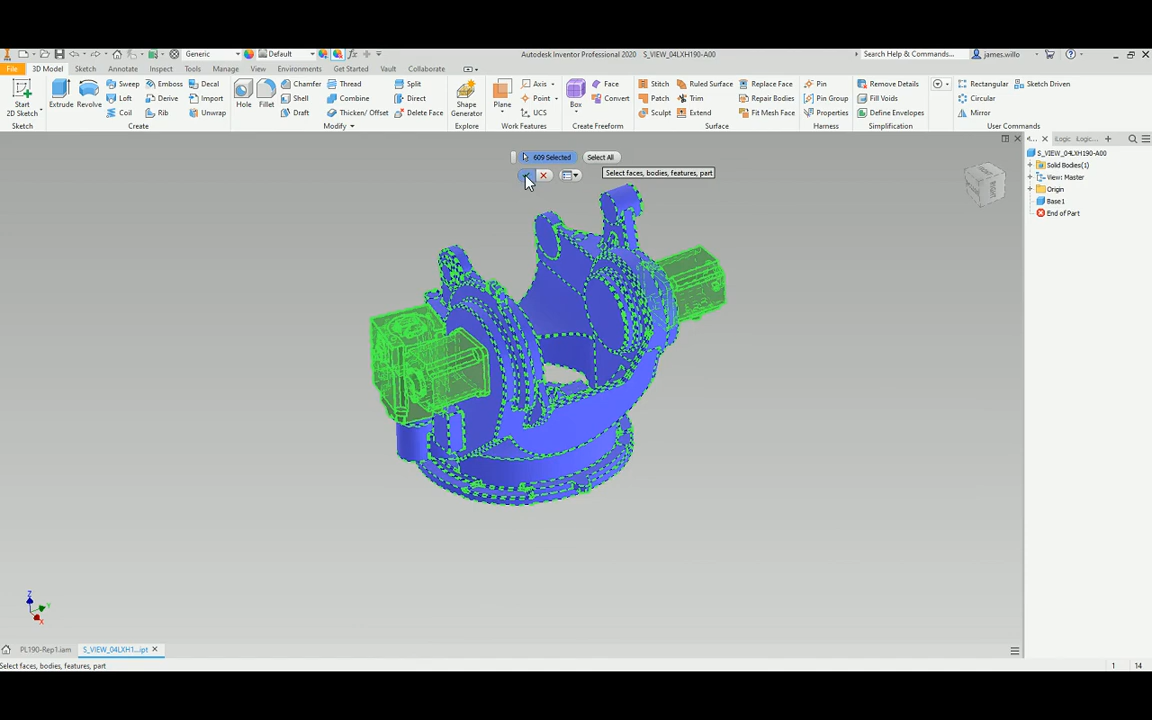 Generic
Default
Autodesk Inventor Professional 2020 S_VIEW_04LXH190-A00
Search Help & Commands...
james.willo
File 3D Model Sketch Annotate Inspect Tools Manage View Environments Get Started Vault Collaborate
Start
2D Sketch
Extrude
Revolve
Sweep
Emboss
Decal
Loft
Derive
Import
Coil
Rib
Unwrap
Hole
Fillet
Chamfer
Thread
Split
Shell
Combine
Direct
Draft
Thicken/ Offset
Delete Face
Shape
Generator
Plane
Axis
Point
UCS
Box
Face
Convert
Stitch
Ruled Surface
Replace Face
Patch
Trim
Repair Bodies
Sculpt
Extend
Fit Mesh Face
Pin
Pin Group
Properties
Remove Details
Fill Voids
Define Envelopes
Rectangular
Sketch Driven
Circular
Mirror
Sketch Create Modify Explore Work Features Create Freeform Surface Harness Simplification User Commands
Logic Logic...
609 Selected
Select All
Select faces, bodies, features, part
RIGHT
S_VIEW_04LXH190-A00
Solid Bodies(1)
View: Master
Origin
Base1
End of Part
Z
Y
X
PL190-Rep1.iam
S_VIEW_04LXH1...ipt
Select faces, bodies, features, part
1 14